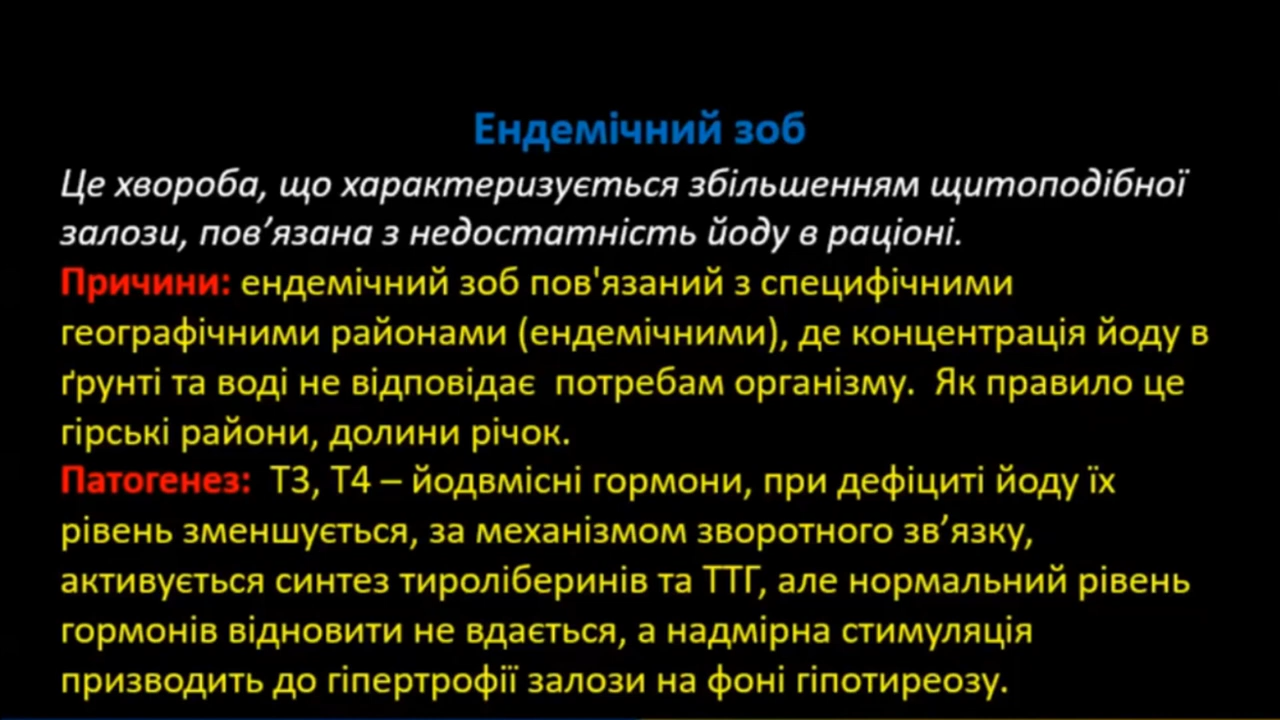 Ендемічний зоб
Це хвороба, що характеризується збільшенням щитоподібної
залози, пов’язана з недостатність йоду в раціоні.
Причини: ендемічний зоб пов'язаний з специфічними
географічними районами (ендемічними), де концентрація йоду в
ґрунті та воді не відповідає  потребам організму.  Як правило це
гірські райони, долини річок.
Патогенез:  Т3, Т4 – йодвмісні гормони, при дефіциті йоду їх
рівень зменшується, за механізмом зворотного зв’язку,
активується синтез тироліберинів та ТТГ, але нормальний рівень
гормонів відновити не вдається, а надмірна стимуляція
призводить до гіпертрофії залози на фоні гіпотиреозу.